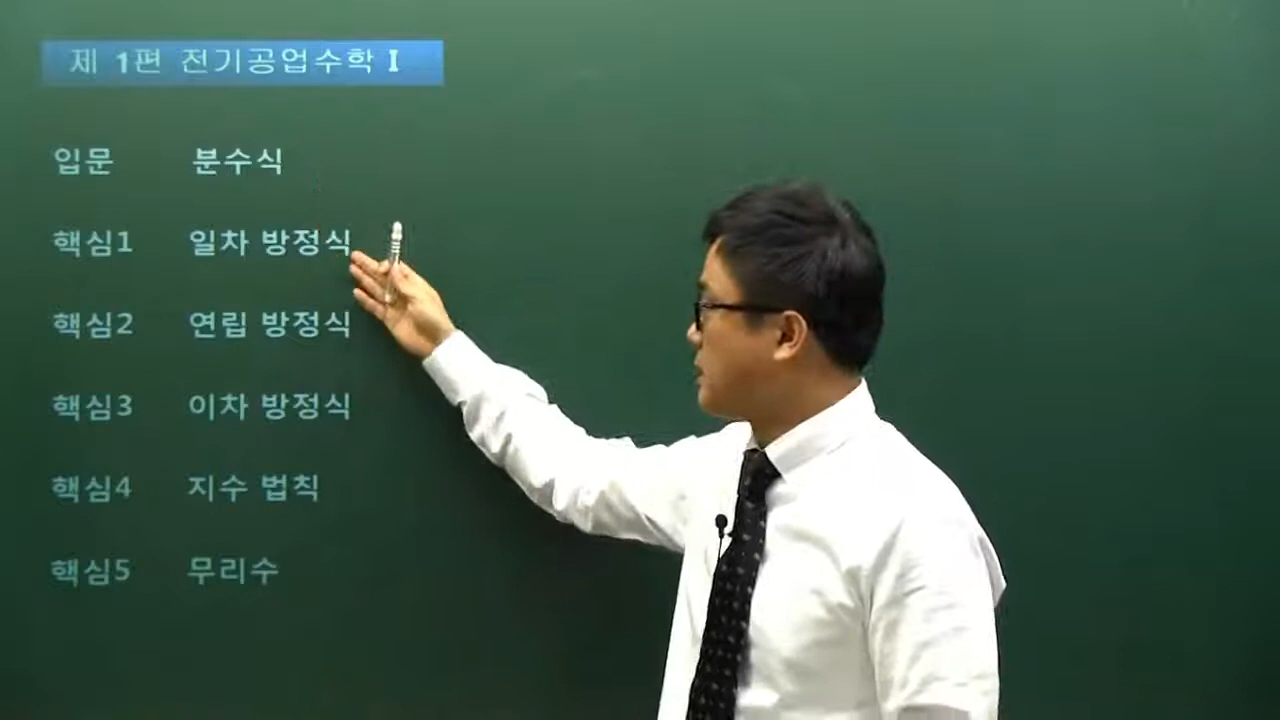 제 1편 전기공업수학 I
입문 분수식
핵심1 일차 방정식
핵심2 연립 방정식
핵심3 이차 방정식
핵심4 지수 법칙
핵심5 무리수